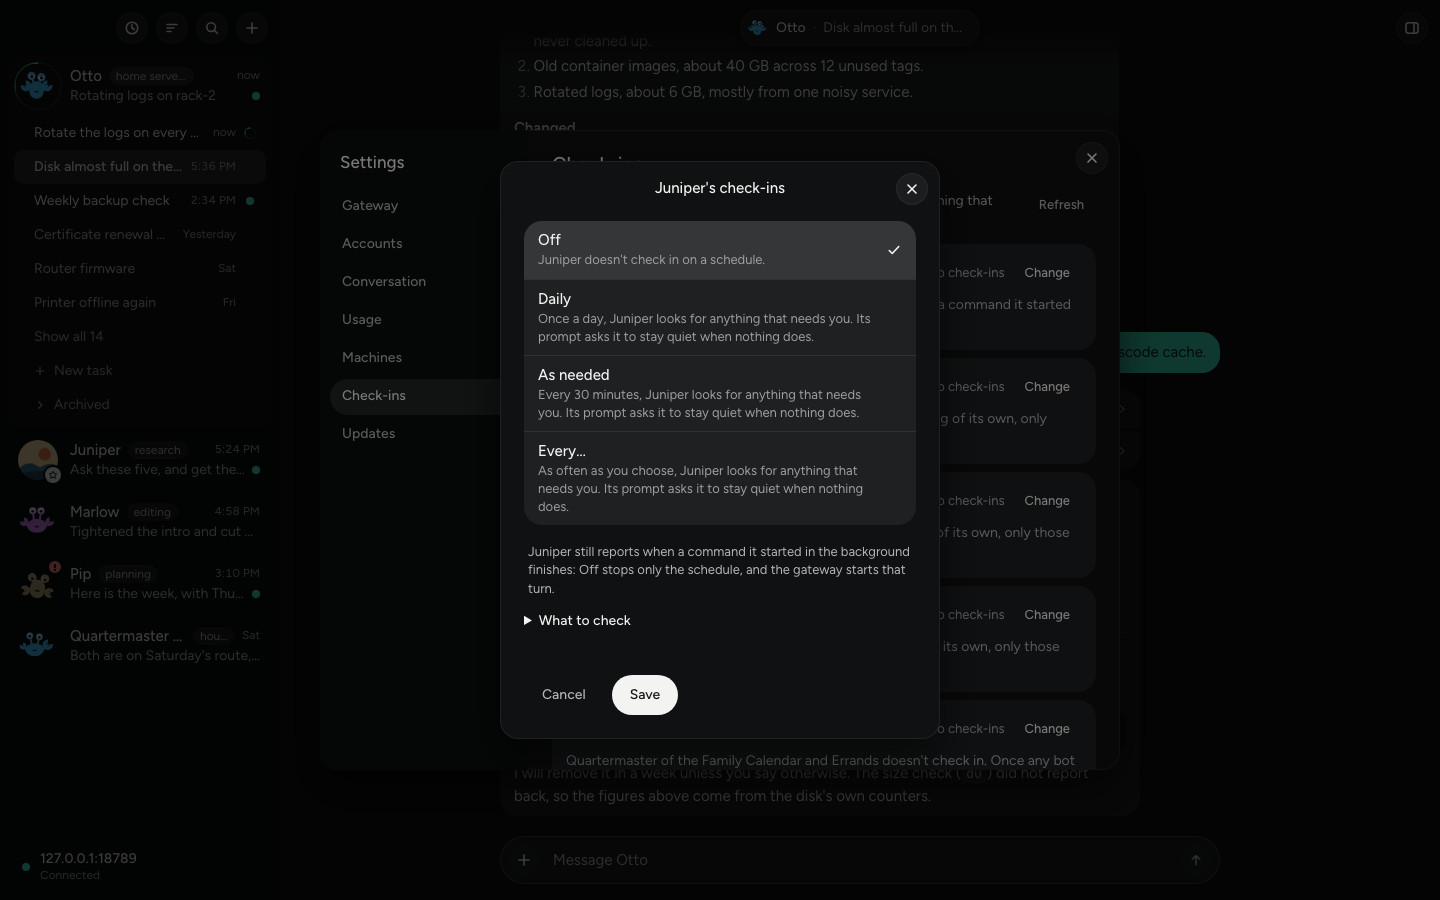 Otto · Disk almost full on th...
never cleaned up.
2. Old container images, about 40 GB across 12 unused tags.
3. Rotated logs, about 6 GB, mostly from one noisy service.
Changed
Otto home serve... now
Rotating logs on rack-2
Rotate the logs on every ... now
Disk almost full on the... 5:36 PM
Weekly backup check 2:34 PM
Certificate renewal ... Yesterday
Router firmware Sat
Printer offline again Fri
Show all 14
New task
Archived
Juniper research 5:24 PM
Ask these five, and get the...
Marlow editing 4:58 PM
Tightened the intro and cut ...
Pip planning 3:10 PM
Here is the week, with Thu...
Quartermaster ... hou... Sat
Both are on Saturday's route,...
127.0.0.1:18789
Connected
Settings
Gateway
Accounts
Conversation
Usage
Machines
Check-ins
Updates
Juniper's check-ins
Off
Juniper doesn't check in on a schedule.
Daily
Once a day, Juniper looks for anything that needs you. Its
prompt asks it to stay quiet when nothing does.
As needed
Every 30 minutes, Juniper looks for anything that needs
you. Its prompt asks it to stay quiet when nothing does.
Every...
As often as you choose, Juniper looks for anything that
needs you. Its prompt asks it to stay quiet when nothing
does.
Juniper still reports when a command it started in the background
finishes: Off stops only the schedule, and the gateway starts that
turn.
What to check
Cancel Save
that
Refresh
check-ins Change
a command it started
check-ins Change
of its own, only
check-ins Change
of its own, only those
check-ins Change
its own, only those
check-ins Change
Quartermaster of the Family Calendar and Errands doesn't check in. Once any bot
cache.
I will remove it in a week unless you say otherwise. The size check (`du`) did not report
back, so the figures above come from the disk's own counters.
Message Otto